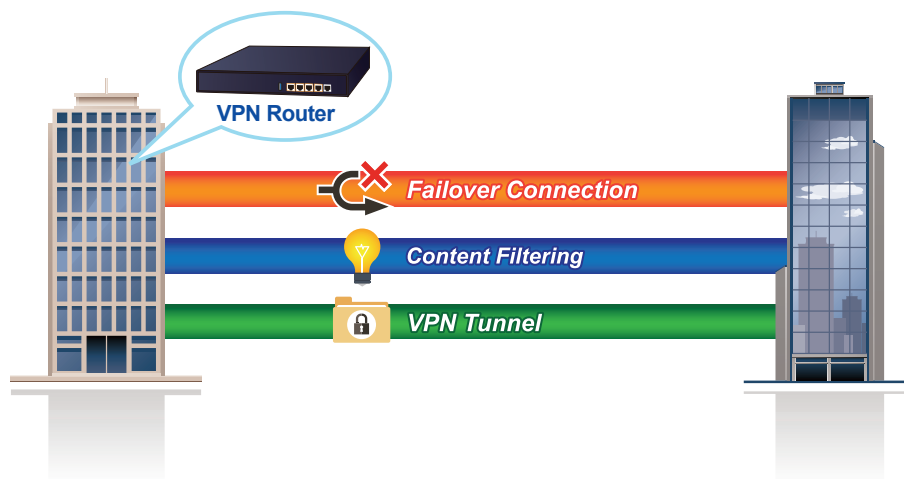 VPN Router
Failover Connection
Content Filtering
VPN Tunnel